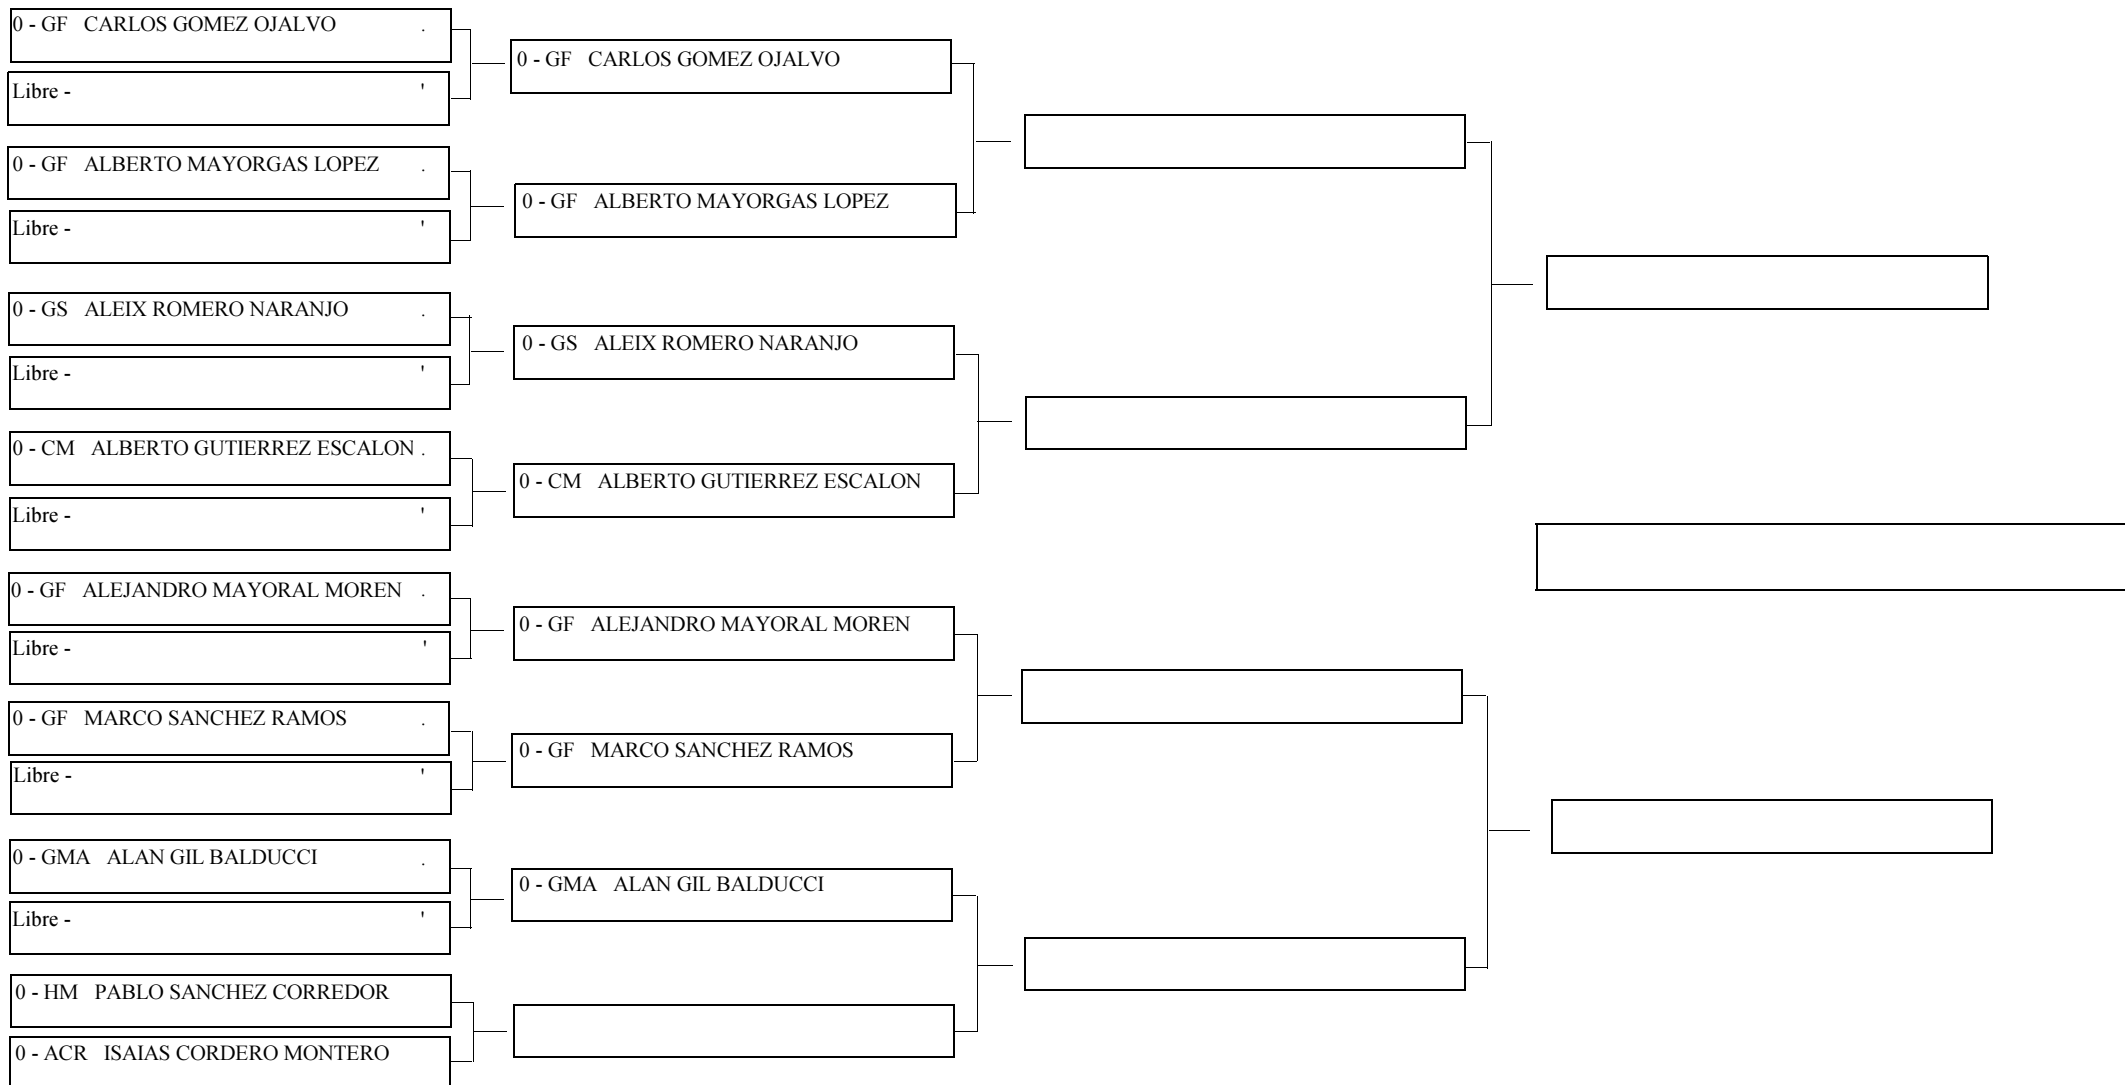 0 - GF CARLOS GOMEZ OJALVO .
Libre - '
0 - GF ALBERTO MAYORGAS LOPEZ .
Libre - '
0 - GS ALEIX ROMERO NARANJO .
Libre - '
0 - CM ALBERTO GUTIERREZ ESCALON .
Libre - '
0 - GF ALEJANDRO MAYORAL MOREN .
Libre - '
0 - GF MARCO SANCHEZ RAMOS .
Libre - '
0 - GMA ALAN GIL BALDUCCI .
Libre - '
0 - HM PABLO SANCHEZ CORREDOR
0 - ACR ISAIAS CORDERO MONTERO
0 - GF CARLOS GOMEZ OJALVO
0 - GF ALBERTO MAYORGAS LOPEZ
0 - GS ALEIX ROMERO NARANJO
0 - CM ALBERTO GUTIERREZ ESCALON
0 - GF ALEJANDRO MAYORAL MOREN
0 - GF MARCO SANCHEZ RAMOS
0 - GMA ALAN GIL BALDUCCI